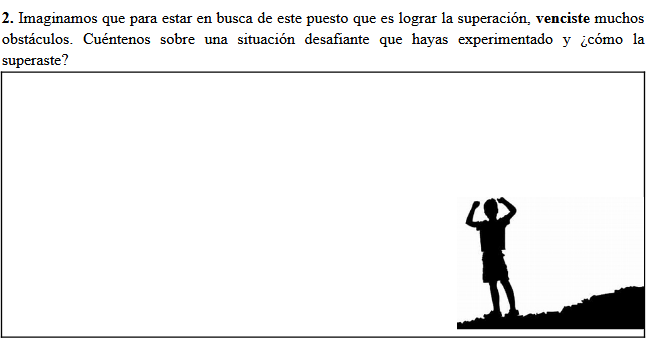 2. Imaginamos que para estar en busca de este puesto que es lograr la superación, venciste muchos
obstáculos. Cuéntenos sobre una situación desafiante que hayas experimentado y ¿cómo la
superaste?